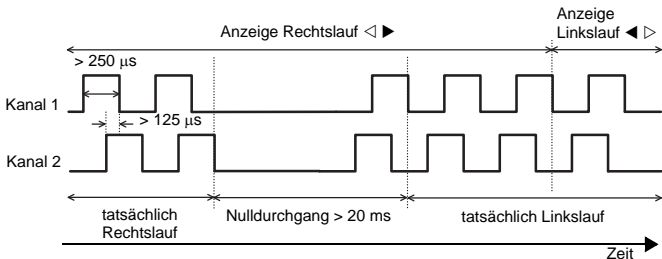 Anzeige Rechtslauf ◁ ▶
Anzeige
Linkslauf ◀ ▷
> 250 µs
Kanal 1
> 125 µs
Kanal 2
tatsächlich
Rechtslauf
Nulldurchgang > 20 ms
tatsächlich Linkslauf
Zeit